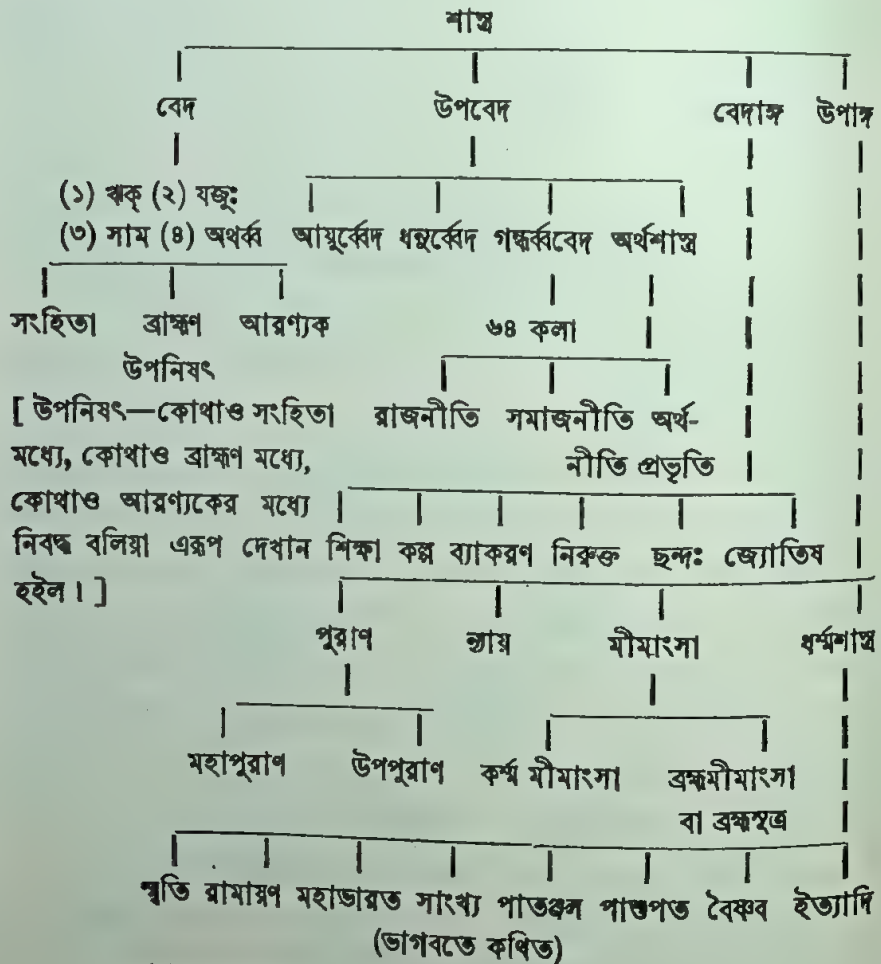 শাস্ত্র
বেদ উপবেদ বেদাঙ্গ উপাঙ্গ
(১) ঋক্ (২) যজুঃ
(৩) সাম (৪) অথর্ব্ব আয়ুর্ব্বেদ ধনুর্ব্বেদ গন্ধর্ব্ববেদ অর্থশাস্ত্র
সংহিতা ব্রাহ্মণ আরণ্যক ৬৪ কলা
উপনিষৎ
[ উপনিষৎ—কোথাও সংহিতা রাজনীতি সমাজনীতি অর্থ-
মধ্যে, কোথাও ব্রাহ্মণ মধ্যে, নীতি প্রভৃতি
কোথাও আরণ্যকের মধ্যে
নিবদ্ধ বলিয়া এরূপ দেখান শিক্ষা কল্প ব্যাকরণ নিরুক্ত ছন্দঃ জ্যোতিষ
হইল। ]
পুরাণ ন্যায় মীমাংসা ধর্ম্মশাস্ত্র
মহাপুরাণ উপপুরাণ কর্ম্ম মীমাংসা ব্রহ্মমীমাংসা
বা ব্রহ্মসূত্র
স্মৃতি রামায়ণ মহাভারত সাংখ্য পাতঞ্জল পাশুপত বৈষ্ণব ইত্যাদি
(ভাগবতে কথিত)